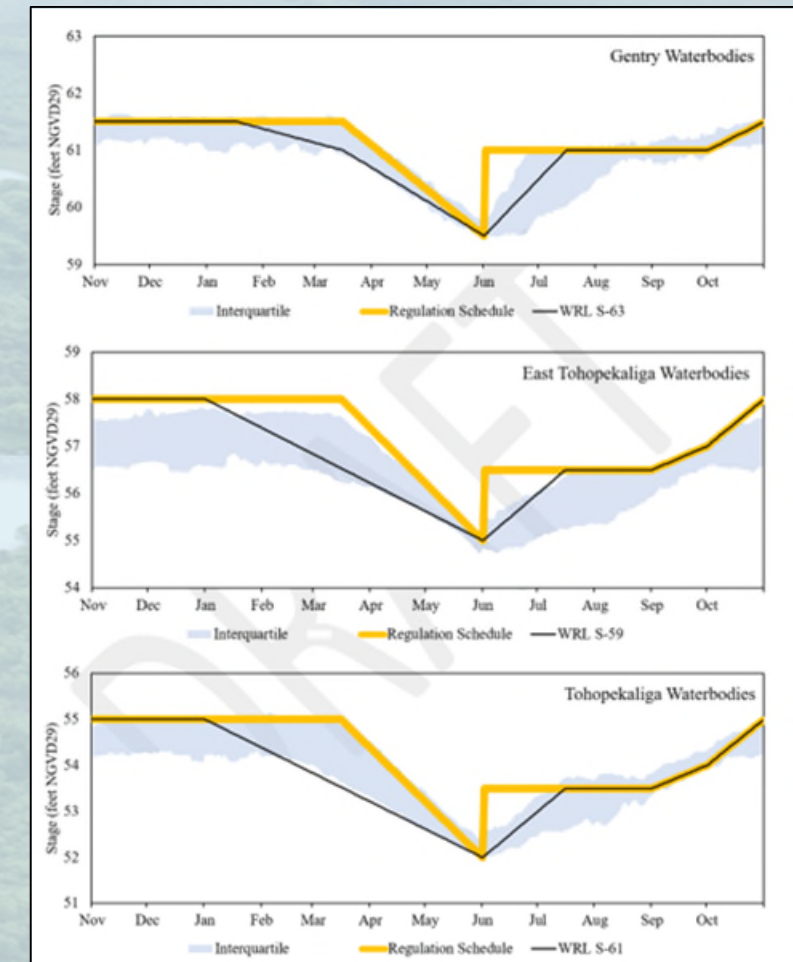 Gentry Waterbodies
Stage (feet NGVD29)
63
62
61
60
59
Nov Dec Jan Feb Mar Apr May Jun Jul Aug Sep Oct
Interquartile Regulation Schedule WRL S-63
East Tohopekaliga Waterbodies
Stage (feet NGVD29)
59
58
57
56
55
54
Nov Dec Jan Feb Mar Apr May Jun Jul Aug Sep Oct
Interquartile Regulation Schedule WRL S-59
Tohopekaliga Waterbodies
Stage (feet NGVD29)
56
55
54
53
52
51
Nov Dec Jan Feb Mar Apr May Jun Jul Aug Sep Oct
Interquartile Regulation Schedule WRL S-61
DRAFT